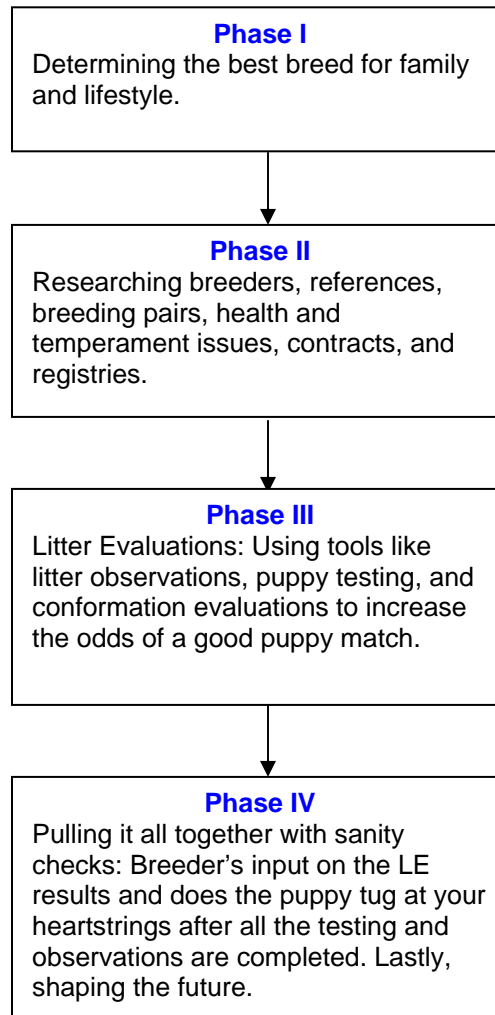 Phase I
Determining the best breed for family
and lifestyle.
Phase II
Researching breeders, references,
breeding pairs, health and
temperament issues, contracts, and
registries.
Phase III
Litter Evaluations: Using tools like
litter observations, puppy testing, and
conformation evaluations to increase
the odds of a good puppy match.
Phase IV
Pulling it all together with sanity
checks: Breeder’s input on the LE
results and does the puppy tug at your
heartstrings after all the testing and
observations are completed. Lastly,
shaping the future.